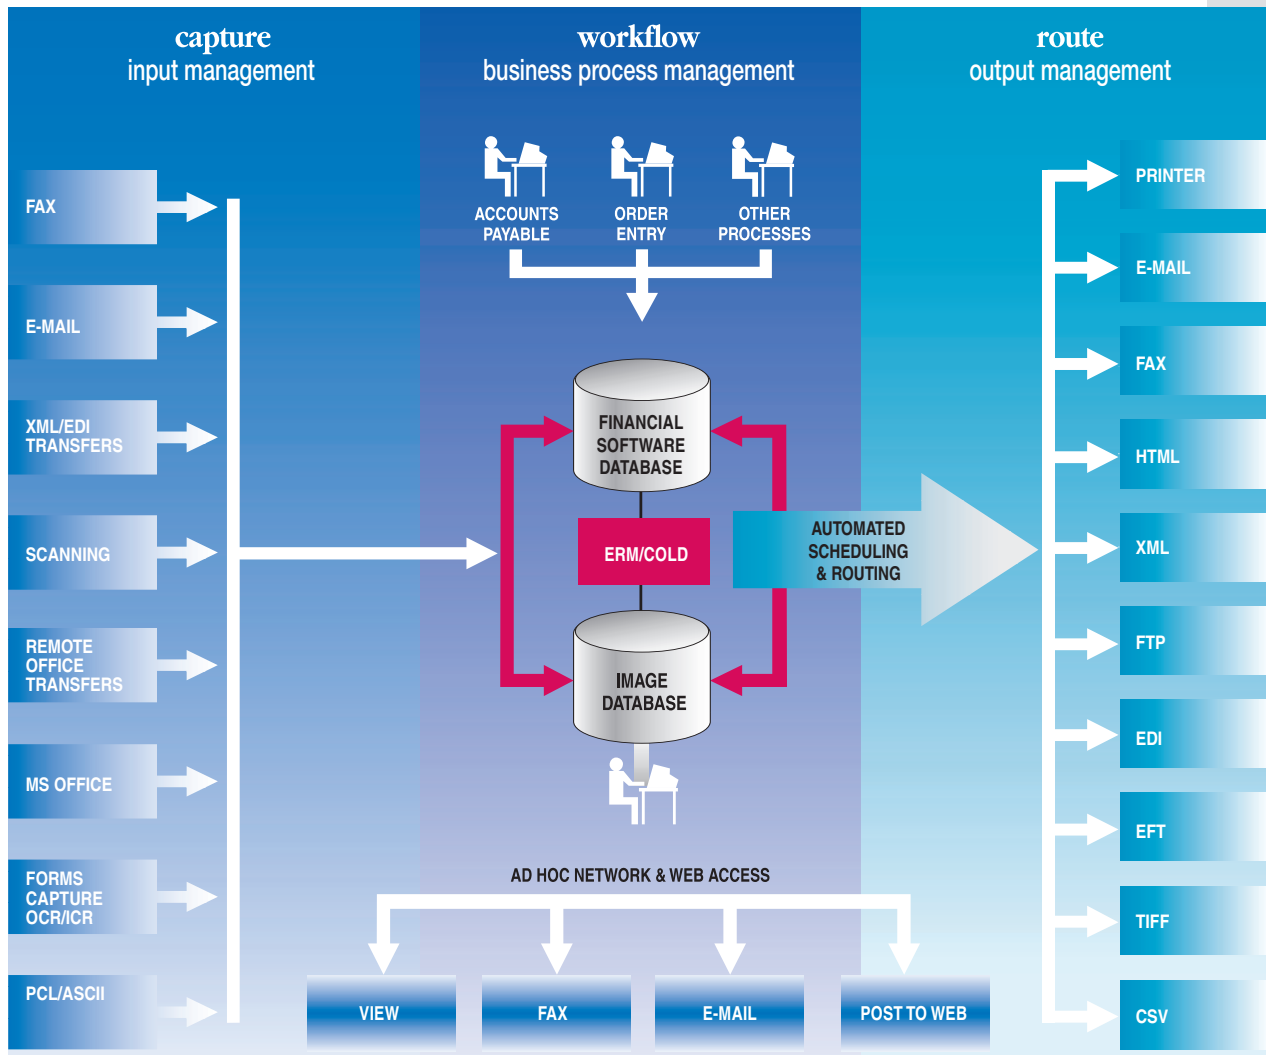 capture
input management
workflow
business process management
route
output management
FAX
E-MAIL
XML/EDI
TRANSFERS
SCANNING
REMOTE
OFFICE
TRANSFERS
MS OFFICE
FORMS
CAPTURE
OCR/ICR
PCL/ASCII
ACCOUNTS
PAYABLE
ORDER
ENTRY
OTHER
PROCESSES
FINANCIAL
SOFTWARE
DATABASE
ERM/COLD
IMAGE
DATABASE
AUTOMATED
SCHEDULING
& ROUTING
AD HOC NETWORK & WEB ACCESS
VIEW
FAX
E-MAIL
POST TO WEB
PRINTER
E-MAIL
FAX
HTML
XML
FTP
EDI
EFT
TIFF
CSV